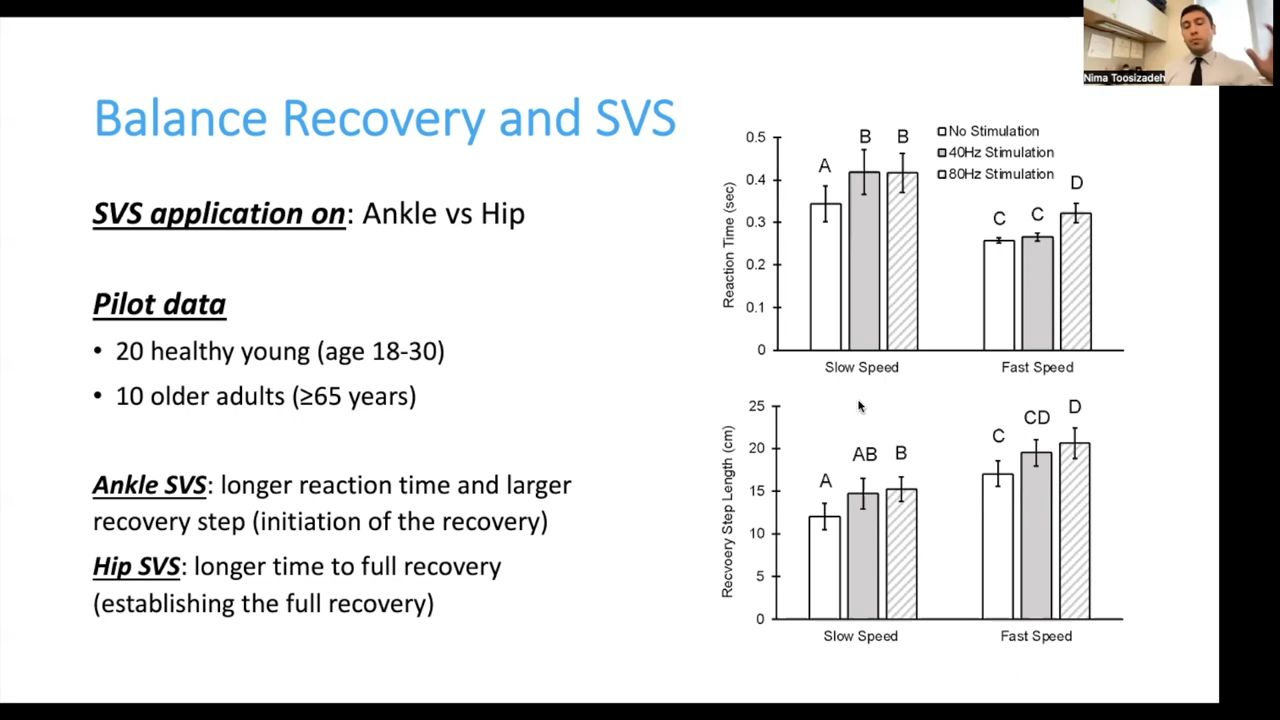 Nima Toosizadeh
Balance Recovery and SVS
SVS application on: Ankle vs Hip
Pilot data
• 20 healthy young (age 18-30)
• 10 older adults (≥65 years)
Ankle SVS: longer reaction time and larger
recovery step (initiation of the recovery)
Hip SVS: longer time to full recovery
(establishing the full recovery)
No Stimulation
40Hz Stimulation
80Hz Stimulation
Reaction Time (sec)
0.5
0.4
0.3
0.2
0.1
0
A B B C C D
Slow Speed Fast Speed
Recvoery Step Length (cm)
25
20
15
10
5
0
A AB B C CD D
Slow Speed Fast Speed